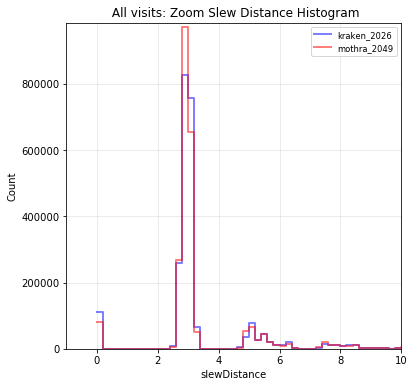 All visits: Zoom Slew Distance Histogram
kraken_2026
mothra_2049
Count
800000
600000
400000
200000
0
0 2 4 6 8 10
slewDistance